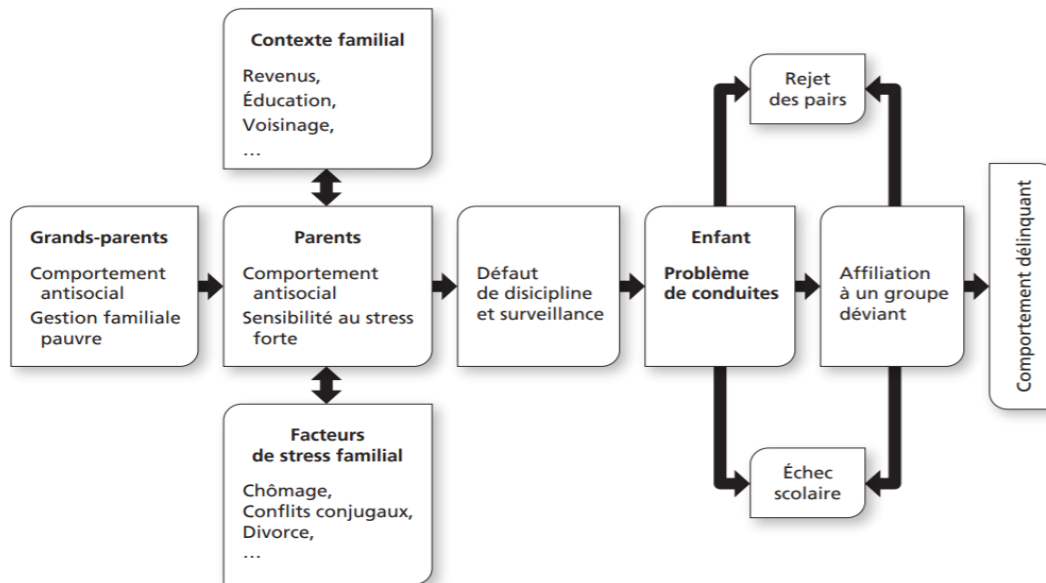 Contexte familial
Revenus,
Éducation,
Voisinage,
…
Grands-parents
Comportement
antisocial
Gestion familiale
pauvre
Parents
Comportement
antisocial
Sensibilité au stress
forte
Facteurs
de stress familial
Chômage,
Conflits conjugaux,
Divorce,
…
Défaut
de disicipline
et surveillance
Enfant
Problème
de conduites
Rejet
des pairs
Échec
scolaire
Affiliation
à un groupe
déviant
Comportement délinquant